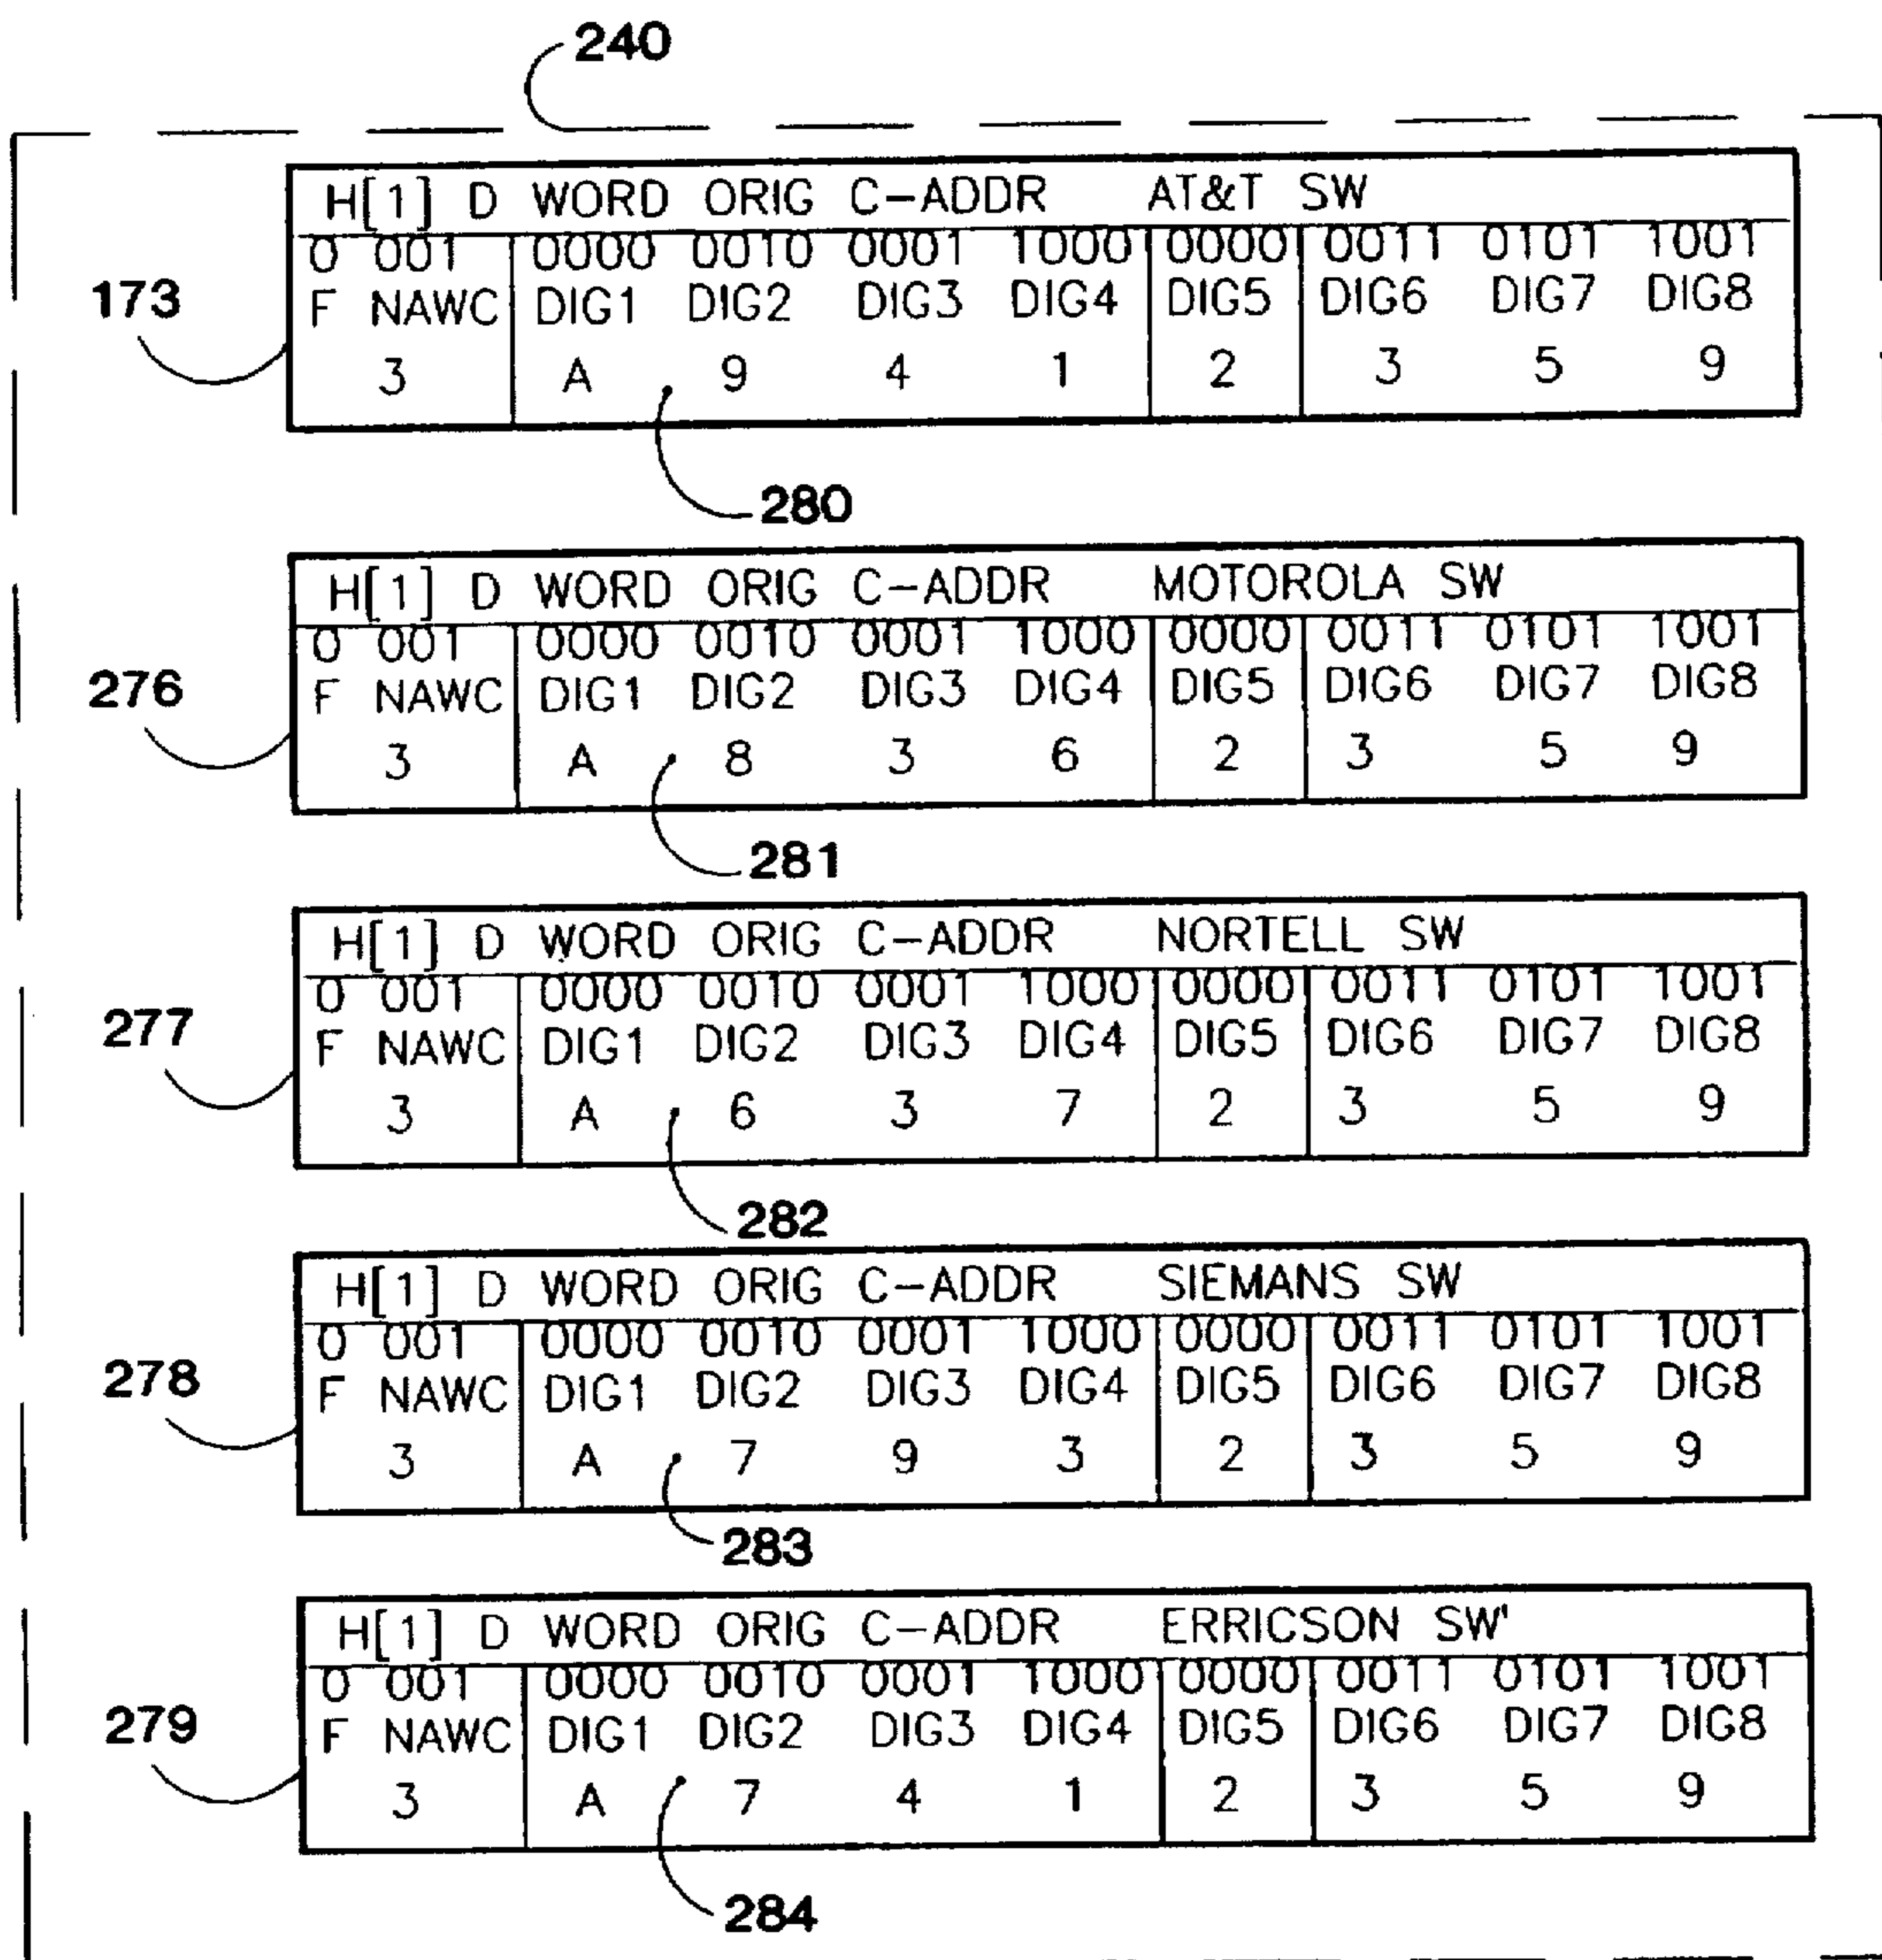 240
H[1] D WORD ORIG C-ADDR AT&T SW
0 001 0000 0010 0001 1000 0000 0011 0101 1001
173
F NAWC DIG1 DIG2 DIG3 DIG4 DIG5 DIG6 DIG7 DIG8
3 A 9 4 1 2 3 5 9
280
H[1] D WORD ORIG C-ADDR MOTOROLA SW
0 001 0000 0010 0001 1000 0000 0011 0101 1001
276
F NAWC DIG1 DIG2 DIG3 DIG4 DIG5 DIG6 DIG7 DIG8
3 A 8 3 6 2 3 5 9
281
H[1] D WORD ORIG C-ADDR NORTELL SW
0 001 0000 0010 0001 1000 0000 0011 0101 1001
277
F NAWC DIG1 DIG2 DIG3 DIG4 DIG5 DIG6 DIG7 DIG8
3 A 6 3 7 2 3 5 9
282
H[1] D WORD ORIG C-ADDR SIEMANS SW
0 001 0000 0010 0001 1000 0000 0011 0101 1001
278
F NAWC DIG1 DIG2 DIG3 DIG4 DIG5 DIG6 DIG7 DIG8
3 A 7 9 3 2 3 5 9
283
H[1] D WORD ORIG C-ADDR ERRICSON SW'
0 001 0000 0010 0001 1000 0000 0011 0101 1001
279
F NAWC DIG1 DIG2 DIG3 DIG4 DIG5 DIG6 DIG7 DIG8
3 A 7 4 1 2 3 5 9
284